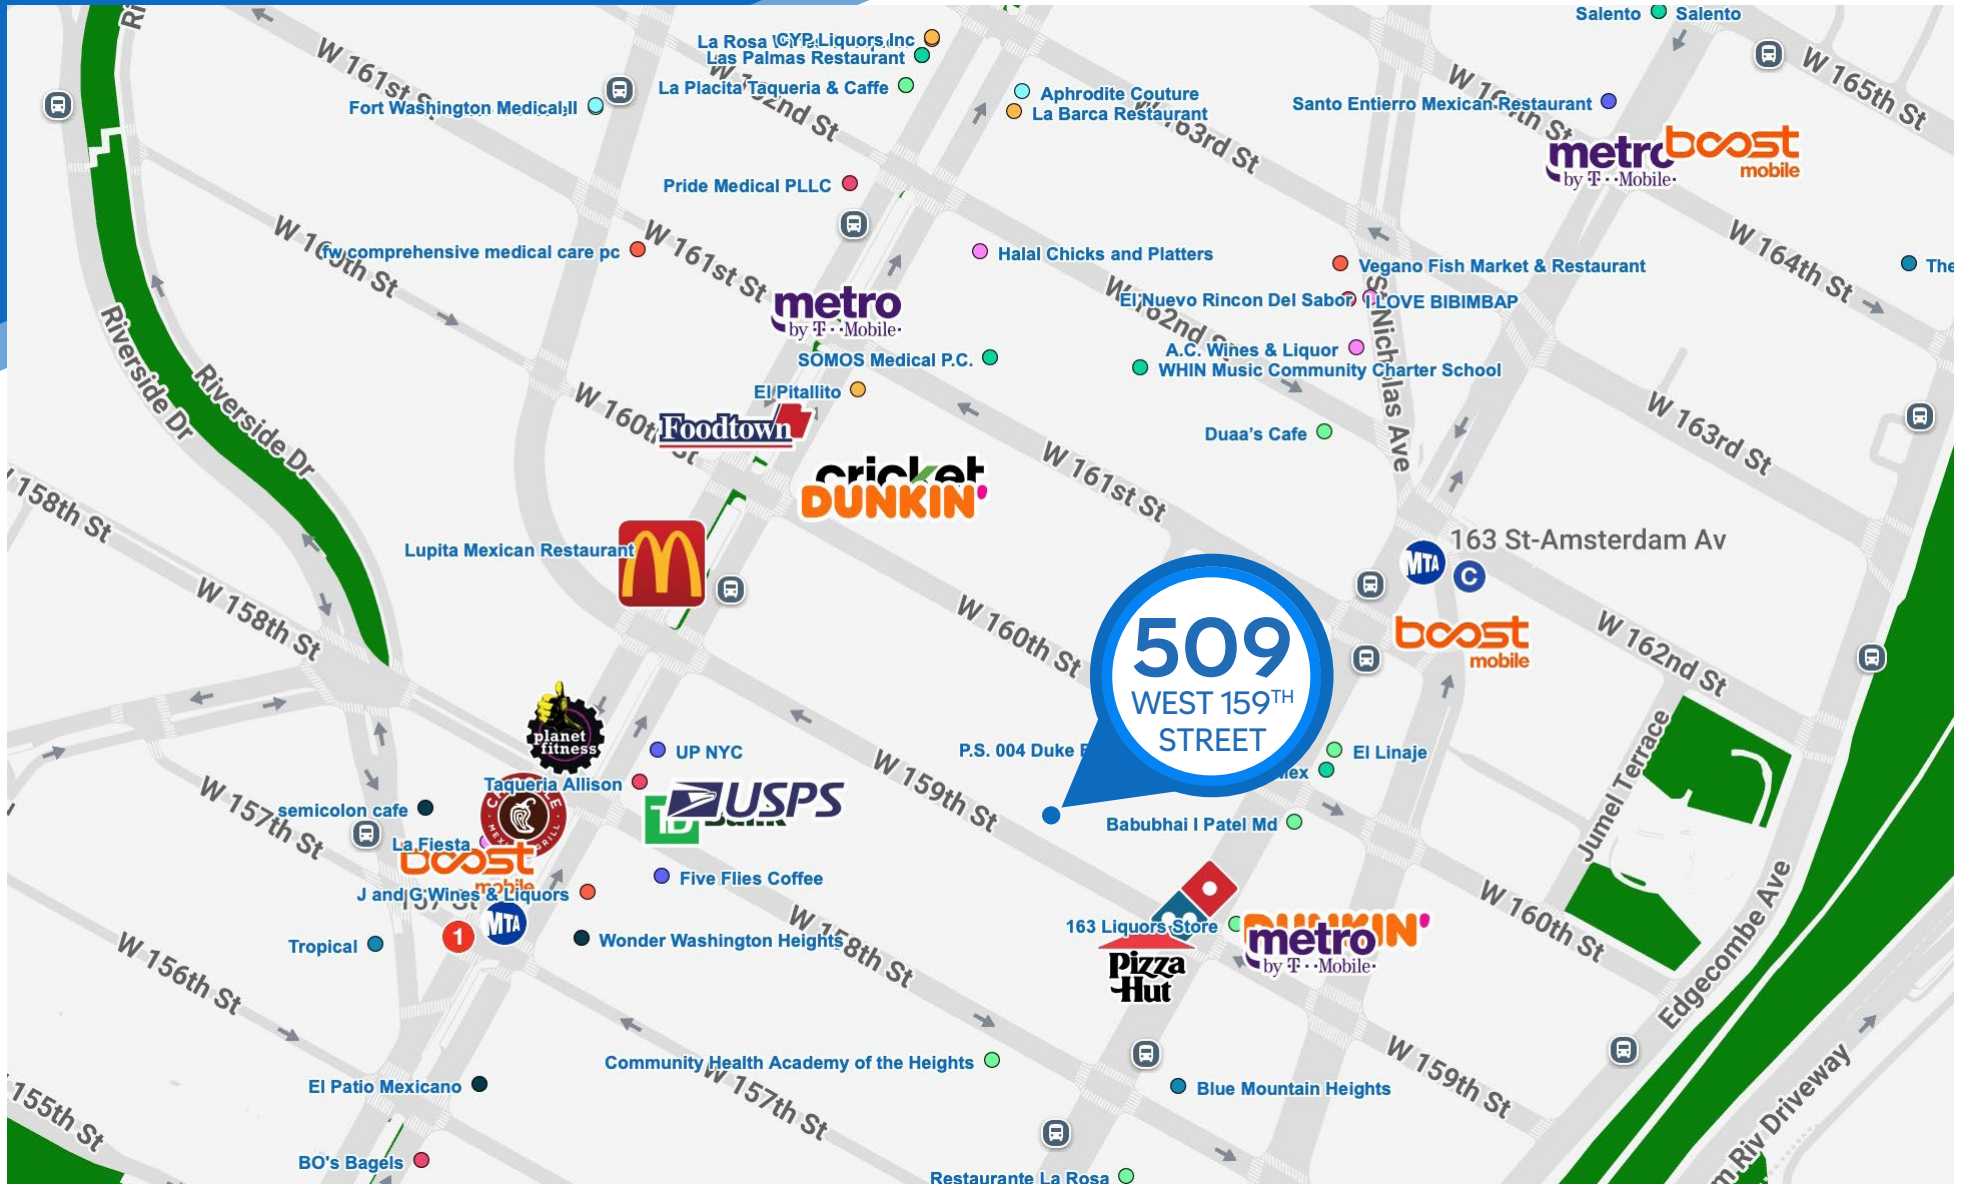 Salento
Salento
La Rosa
CYP Liquors Inc
Las Palmas Restaurant
W 161st St
W 162nd St
La Placita Taqueria & Caffe
Aphrodite Couture
La Barca Restaurant
W 163rd St
W 165th St
Santo Entierro Mexican Restaurant
Fort Washington Medical
metro
by T-Mobile
boost
mobile
Pride Medical PLLC
W 160th St
fw comprehensive medical care pc
W 161st St
Halal Chicks and Platters
W 164th St
Vegano Fish Market & Restaurant
The
El Nuevo Rincon Del Sabor
I LOVE BIBIMBAP
metro
by T-Mobile
W 162nd
St Nicholas Ave
SOMOS Medical P.C.
A.C. Wines & Liquor
WHIN Music Community Charter School
Riverside Dr
Riverside Dr
El Pitallito
W 160th St
Foodtown
Duaa's Cafe
W 163rd St
158th St
cricket
DUNKIN'
W 161st St
163 St-Amsterdam Av
Lupita Mexican Restaurant
MTA
C
W 158th St
W 160th St
509
WEST 159TH
STREET
boost
mobile
W 162nd St
planet
fitness
UP NYC
P.S. 004 Duke
El Linaje
Jumel Terrace
Taqueria Allison
USPS
W 159th St
W 157th St
semicolon cafe
Babubhai I Patel Md
La Fiesta
boost
mobile
J and G Wines & Liquors
157 St
MTA
1
Five Flies Coffee
W 160th St
163 Liquors Store
DUNKIN'
metro
by T-Mobile
Pizza
Hut
Tropical
Wonder Washington Heights
W 158th St
W 156th St
Edgecombe Ave
Community Health Academy of the Heights
W 157th St
W 159th St
El Patio Mexicano
Blue Mountain Heights
155th St
BO's Bagels
Restaurante La Rosa
Riv Driveway